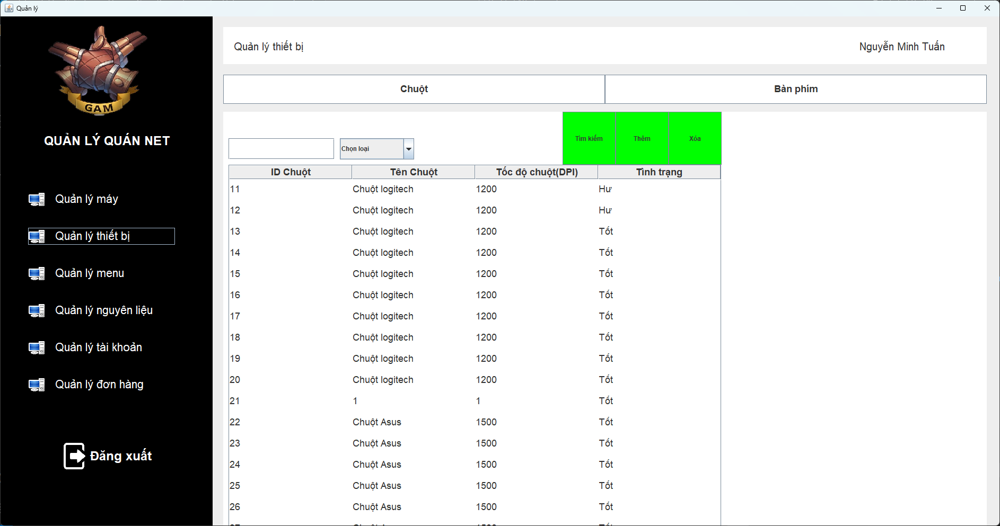 Quản lý
GAM
QUẢN LÝ QUÁN NET
Quản lý máy
Quản lý thiết bị
Quản lý menu
Quản lý nguyên liệu
Quản lý tài khoản
Quản lý đơn hàng
Đăng xuất
Quản lý thiết bị Nguyễn Minh Tuấn
Chuột Bàn phím
Chọn loại Tìm kiếm Thêm Xóa
ID Chuột Tên Chuột Tốc độ chuột(DPI) Tình trạng
11 Chuột logitech 1200 Hư
12 Chuột logitech 1200 Hư
13 Chuột logitech 1200 Tốt
14 Chuột logitech 1200 Tốt
15 Chuột logitech 1200 Tốt
16 Chuột logitech 1200 Tốt
17 Chuột logitech 1200 Tốt
18 Chuột logitech 1200 Tốt
19 Chuột logitech 1200 Tốt
20 Chuột logitech 1200 Tốt
21 1 1 Tốt
22 Chuột Asus 1500 Tốt
23 Chuột Asus 1500 Tốt
24 Chuột Asus 1500 Tốt
25 Chuột Asus 1500 Tốt
26 Chuột Asus 1500 Tốt